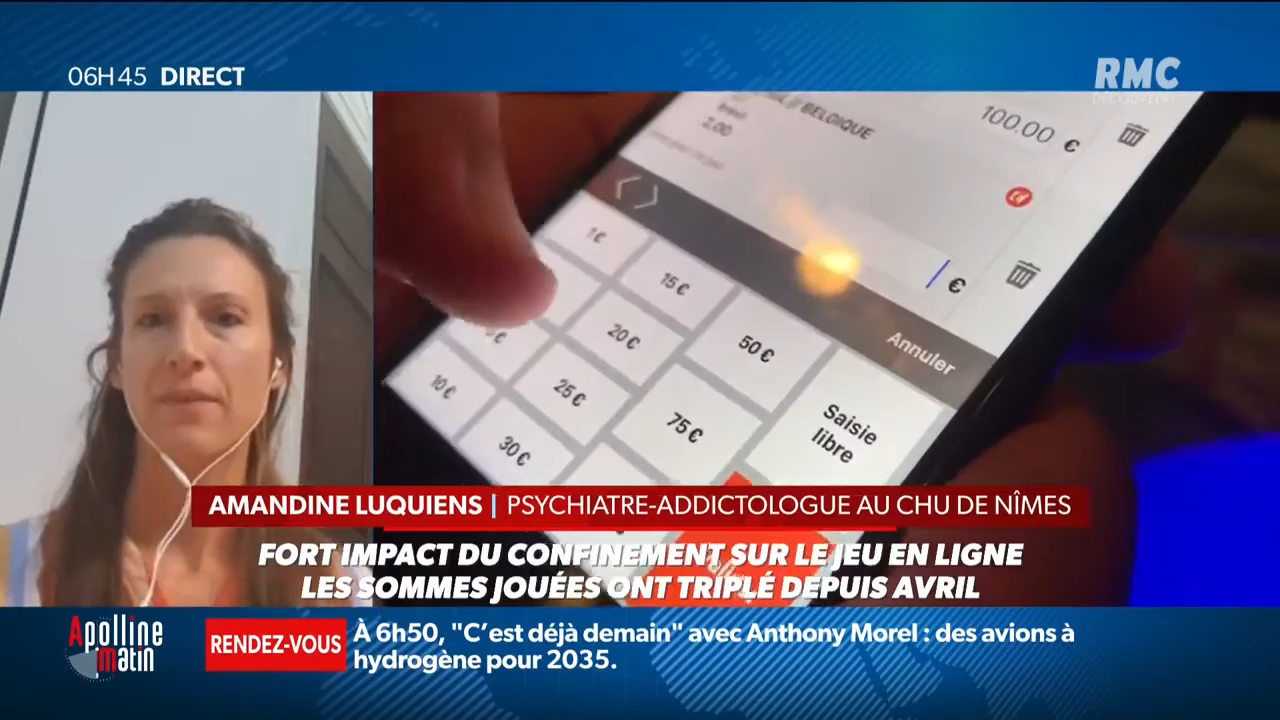 06H45 DIRECT
RMC
DÉCOUVERTE
BELGIQUE
2.00
100.00 €
€
1€
15€
50€
Annuler
20€
10€
25€
75€
Saisie
libre
30€
AMANDINE LUQUIENS | PSYCHIATRE-ADDICTOLOGUE AU CHU DE NÎMES
FORT IMPACT DU CONFINEMENT SUR LE JEU EN LIGNE
LES SOMMES JOUÉES ONT TRIPLÉ DEPUIS AVRIL
Apolline
matin
RENDEZ-VOUS
À 6h50, "C'est déjà demain" avec Anthony Morel : des avions à
hydrogène pour 2035.